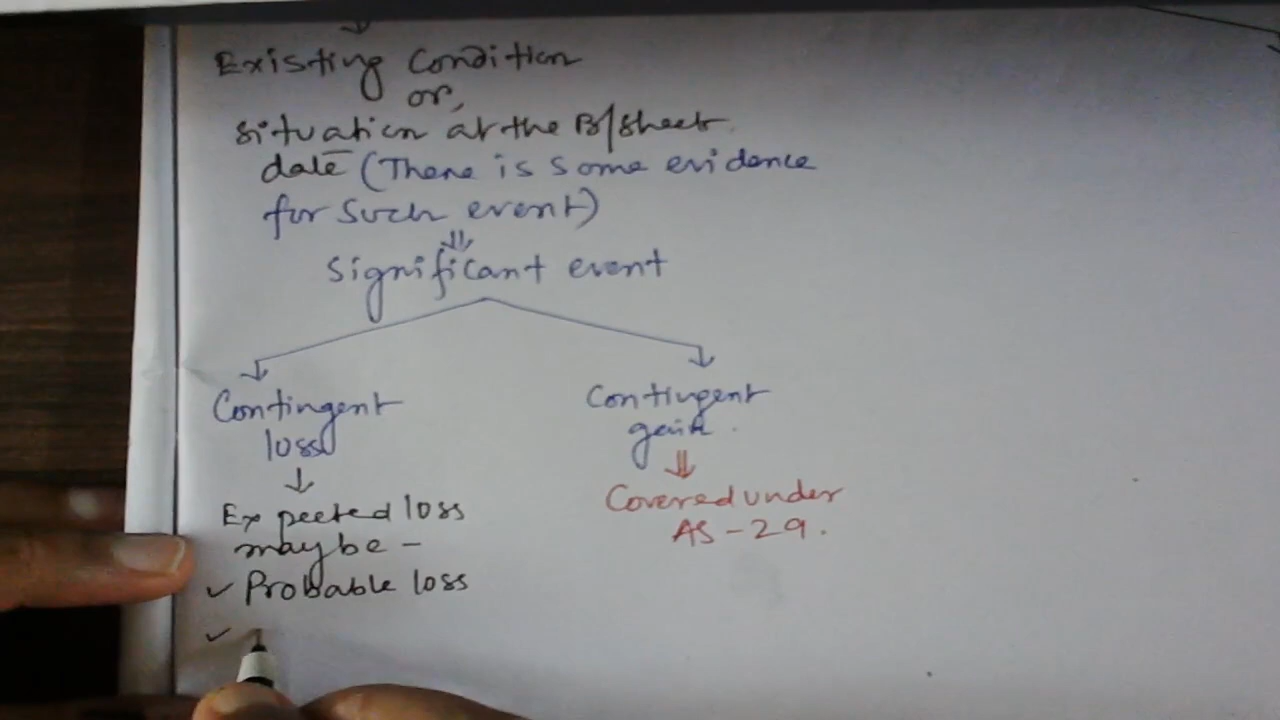 Existing Condition
or,
situation at the B/sheet
date (There is some evidence
for such event)
significant event
Contingent
loss
Contingent
gain.
Expected loss
may be -
Probable loss
Covered under
AS-29.